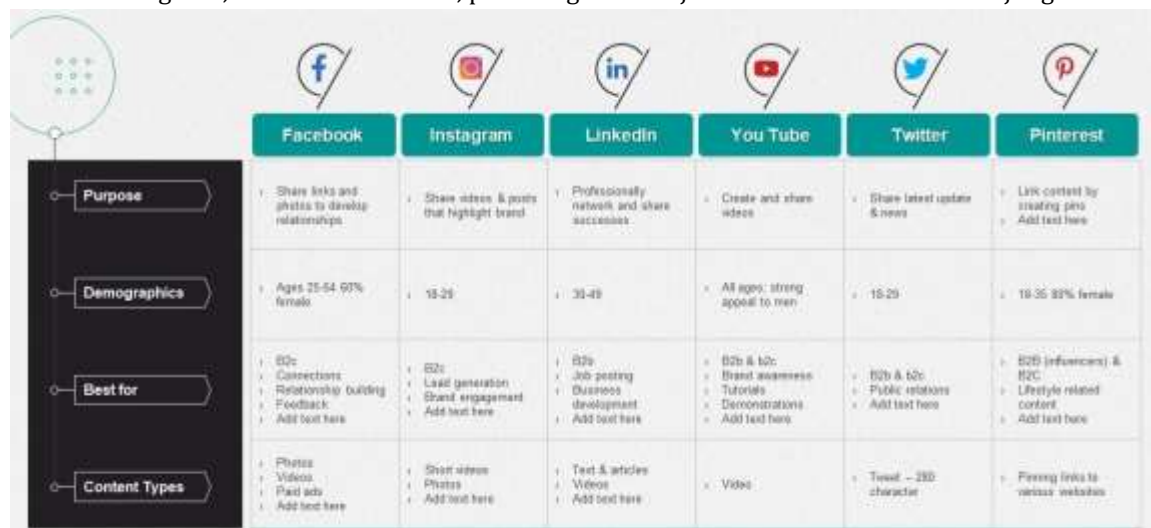 Facebook
Instagram
LinkedIn
You Tube
Twitter
Pinterest
Purpose
Share links and
photos to develop
relationships
Share videos & posts
that highlight brand
Professionally
network and share
successes
Create and share
videos
Share latest update
& news
Link content by
creating pins
Add text here
Demographics
Ages 25-54 60%
female
18-29
30-49
All ages: strong
appeal to men
18-29
18-35 80% female
Best for
B2c
Connections
Relationship building
Feedback
Add text here
B2c
Lead generation
Brand engagement
Add text here
B2b
Job posting
Business
development
Add text here
B2b & b2c
Brand awareness
Tutorials
Demonstrations
Add text here
B2b & b2c
Public relations
Add text here
B2B (influencers) &
B2C
Lifestyle related
content
Add text here
Content Types
Photos
Videos
Paid ads
Add text here
Short videos
Photos
Add text here
Text & articles
Videos
Add text here
Video
Tweet – 280
character
Pinning links to
various websites